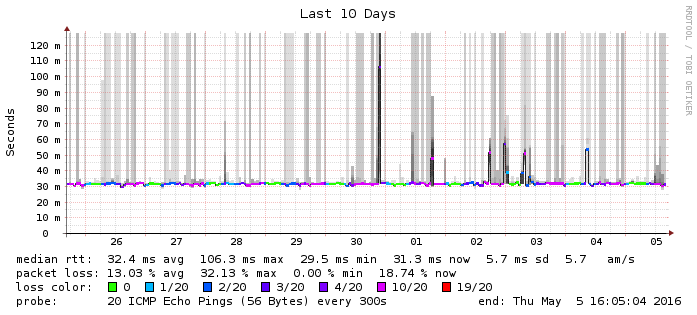 Last 10 Days
RRDTOOL / TOBI OETIKER
Seconds
120 m
110 m
100 m
90 m
80 m
70 m
60 m
50 m
40 m
30 m
20 m
10 m
0
26 27 28 29 30 01 02 03 04 05
median rtt: 32.4 ms avg 106.3 ms max 29.5 ms min 31.3 ms now 5.7 ms sd 5.7 am/s
packet loss: 13.03 % avg 32.13 % max 0.00 % min 18.74 % now
loss color: 0 1/20 2/20 3/20 4/20 10/20 19/20
probe: 20 ICMP Echo Pings (56 Bytes) every 300s end: Thu May 5 16:05:04 2016